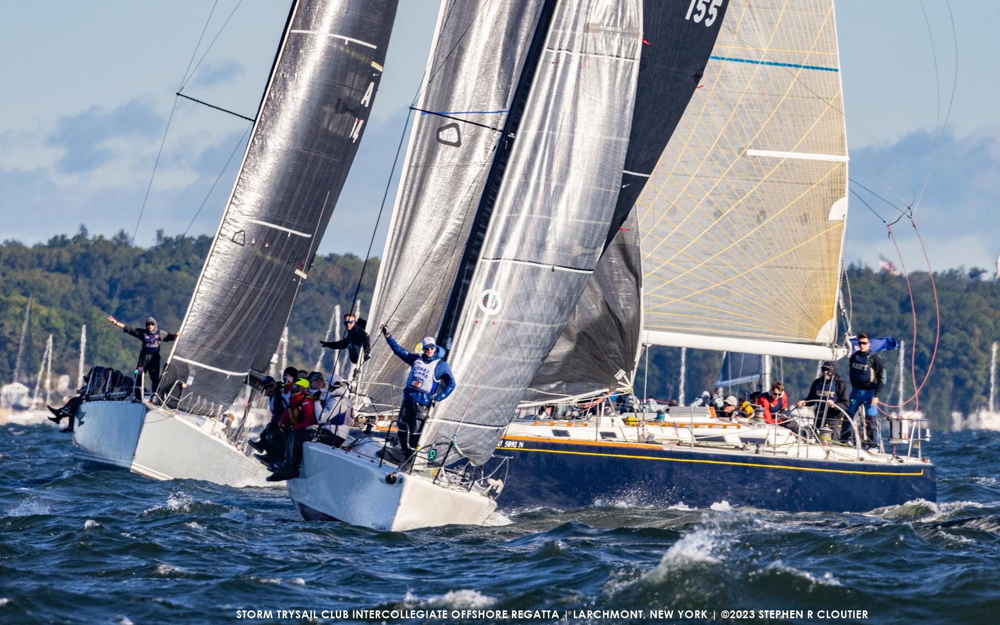 155
A
14
COAST
GUARD
NAVY
5892 N
STORM TRYSAIL CLUB INTERCOLLEGIATE OFFSHORE REGATTA | LARCHMONT, NEW YORK | ©2023 STEPHEN R CLOUTIER